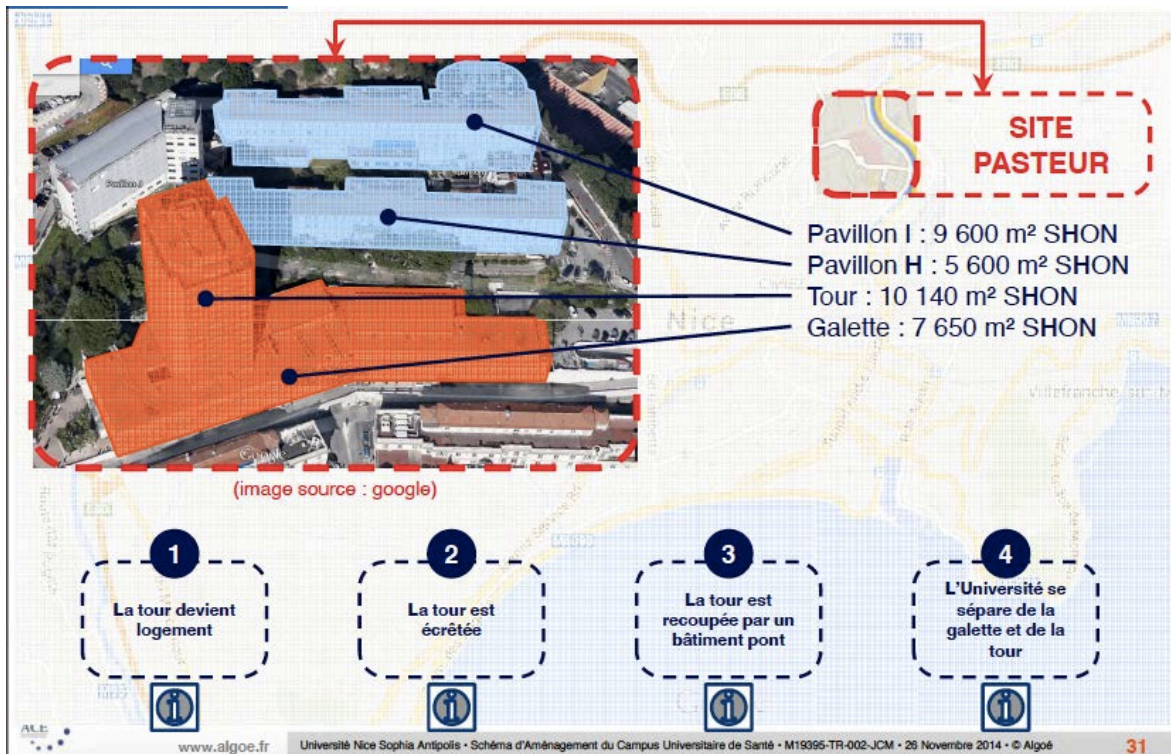 SITE
PASTEUR
Pavillon I : 9 600 m² SHON
Pavillon H : 5 600 m² SHON
Tour : 10 140 m² SHON
Galette : 7 650 m² SHON
Pavillon J
Nice
Google
(image source : google)
1
La tour devient
logement
2
La tour est
écrêtée
3
La tour est
recoupée par un
bâtiment pont
4
L'Université se
sépare de la
galette et de la
tour
ACE
www.algoe.fr
Université Nice Sophia Antipolis • Schéma d'Aménagement du Campus Universitaire de Santé • M19395-TR-002-JCM • 26 Novembre 2014 • © Algoé
31